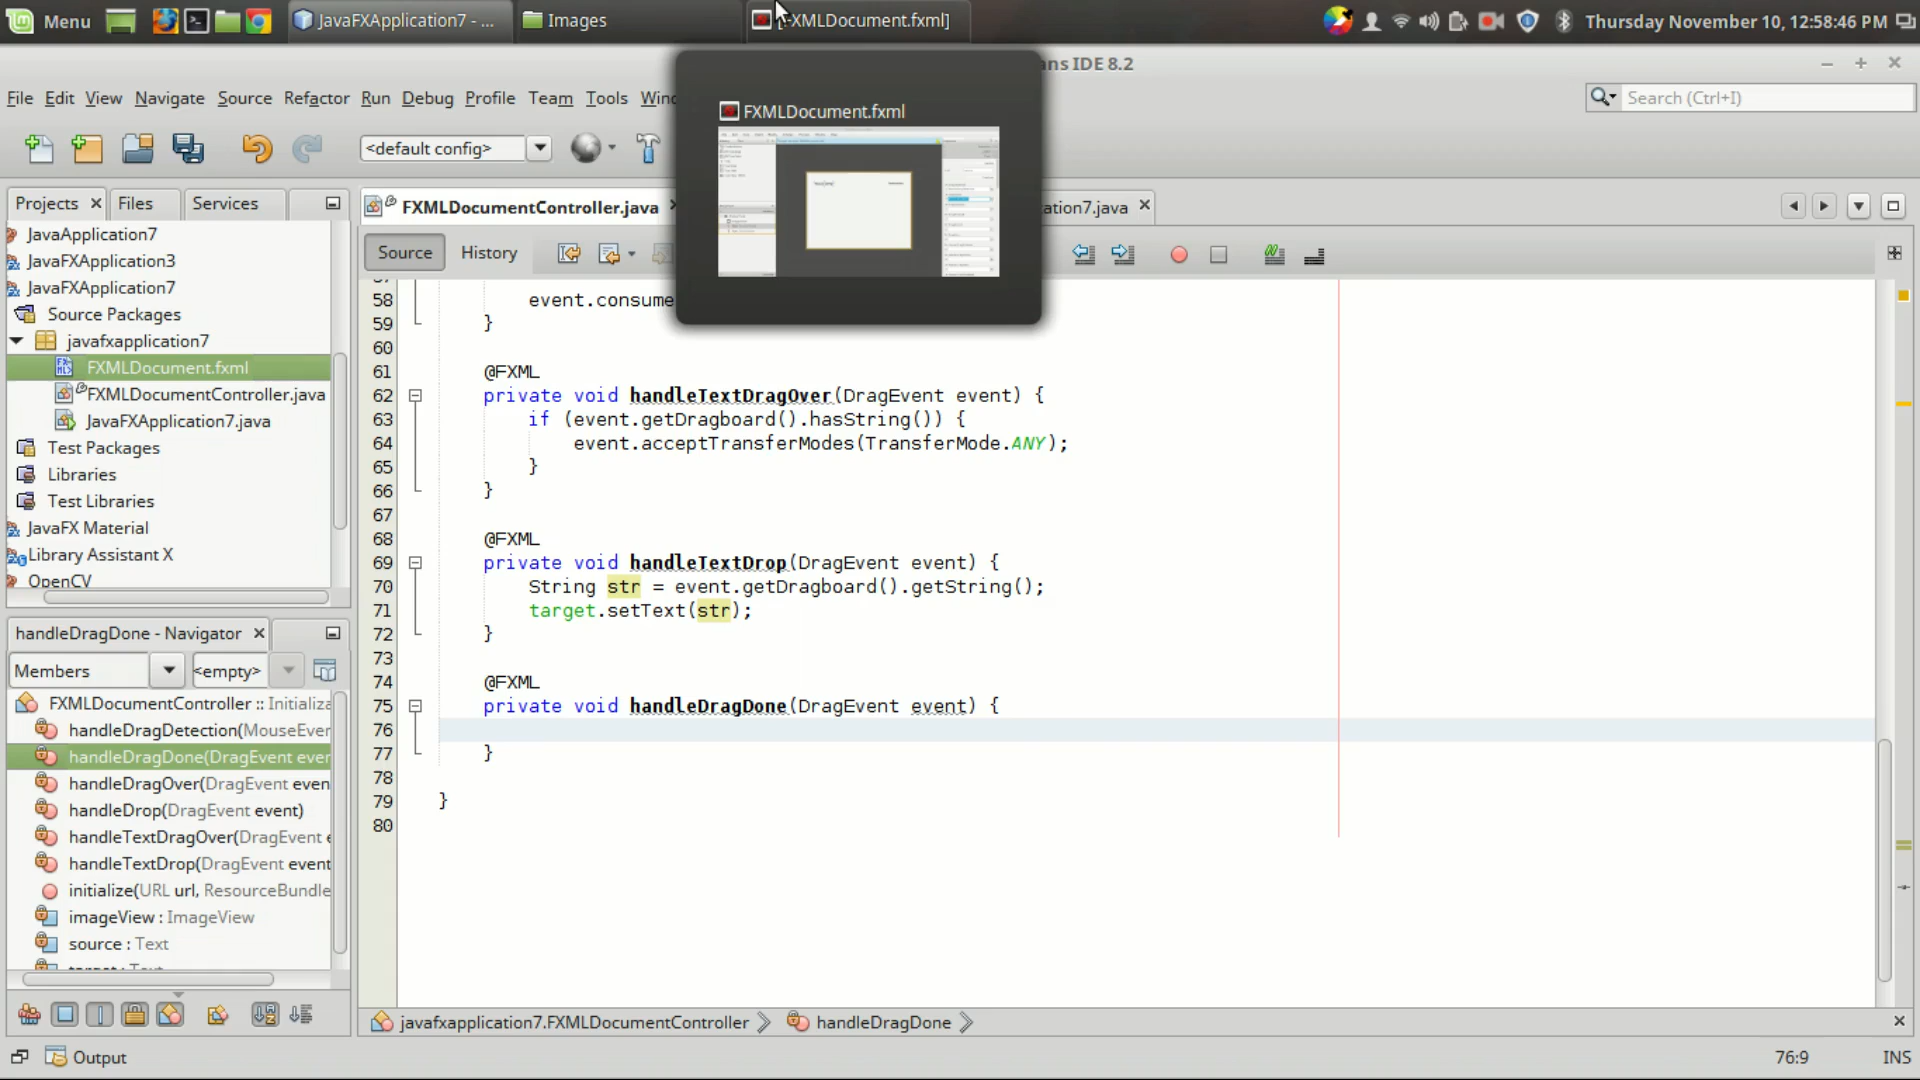 Menu
JavaFXApplication7 - ...
Images
[FXMLDocument.fxml]
Thursday November 10, 12:58:46 PM
ans IDE 8.2
File Edit View Navigate Source Refactor Run Debug Profile Team Tools Wind
Search (Ctrl+I)
<default config>
FXMLDocument.fxml
Projects
Files
Services
FXMLDocumentController.java
ation7.java
Source
History
JavaApplication7
JavaFXApplication3
JavaFXApplication7
Source Packages
javafxapplication7
FXMLDocument.fxml
FXMLDocumentController.java
JavaFXApplication7.java
Test Packages
Libraries
Test Libraries
JavaFX Material
Library Assistant X
OpenCV
58 event.consume
59 }
60
61 @FXML
62 private void handleTextDragOver(DragEvent event) {
63 if (event.getDragboard().hasString()) {
64 event.acceptTransferModes(TransferMode.ANY);
65 }
66 }
67
68 @FXML
69 private void handleTextDrop(DragEvent event) {
70 String str = event.getDragboard().getString();
71 target.setText(str);
72 }
73
74 @FXML
75 private void handleDragDone(DragEvent event) {
76
77 }
78
79 }
80
handleDragDone - Navigator
Members
<empty>
FXMLDocumentController :: Initializa
handleDragDetection(MouseEver
handleDragDone(DragEvent ever
handleDragOver(DragEvent even
handleDrop(DragEvent event)
handleTextDragOver(DragEvent e
handleTextDrop(DragEvent event
initialize(URL url, ResourceBundle
imageView : ImageView
source : Text
javafxapplication7.FXMLDocumentController
handleDragDone
Output
76:9
INS